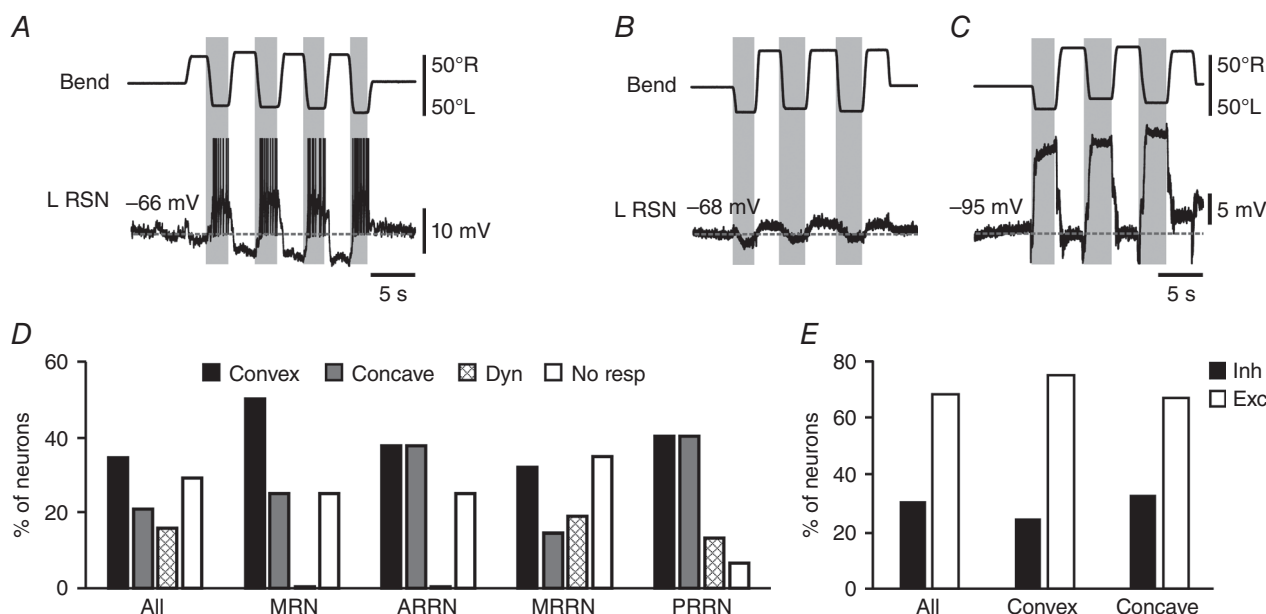 A
B
C
Bend
50°R
50°L
Bend
50°R
50°L
L RSN
–66 mV
10 mV
L RSN
–68 mV
–95 mV
5 mV
5 s
5 s
D
Convex
Concave
Dyn
No resp
% of neurons
60
40
20
0
All
MRN
ARRN
MRRN
PRRN
E
Inh
Exc
% of neurons
80
60
40
20
0
All
Convex
Concave